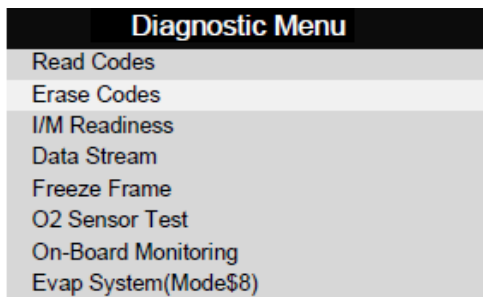 Diagnostic Menu
Read Codes
Erase Codes
I/M Readiness
Data Stream
Freeze Frame
O2 Sensor Test
On-Board Monitoring
Evap System(Mode$8)